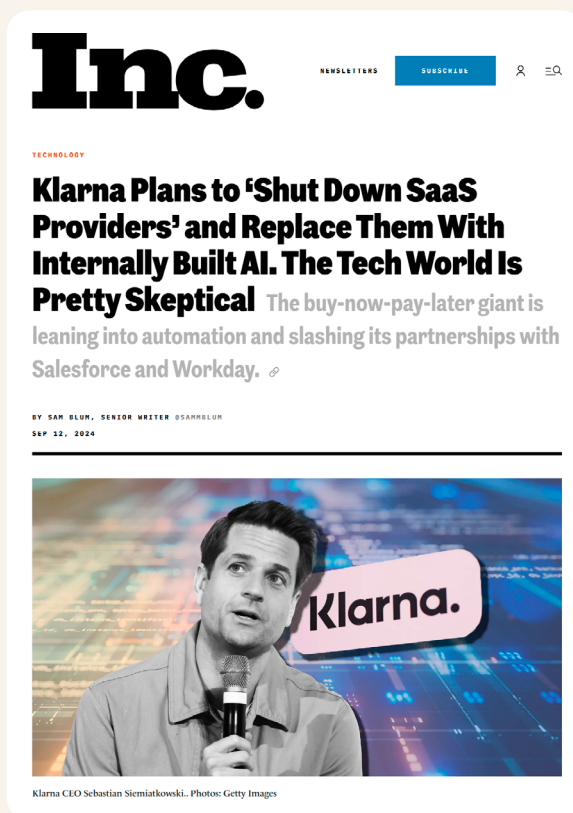 Inc.
NEWSLETTERS
SUBSCRIBE
TECHNOLOGY
Klarna Plans to ‘Shut Down SaaS
Providers’ and Replace Them With
Internally Built AI. The Tech World Is
Pretty Skeptical The buy-now-pay-later giant is
leaning into automation and slashing its partnerships with
Salesforce and Workday.
BY SAM BLUM, SENIOR WRITER @SAMMBLUM
SEP 12, 2024
Klarna.
Klarna CEO Sebastian Siemiatkowski.. Photos: Getty Images